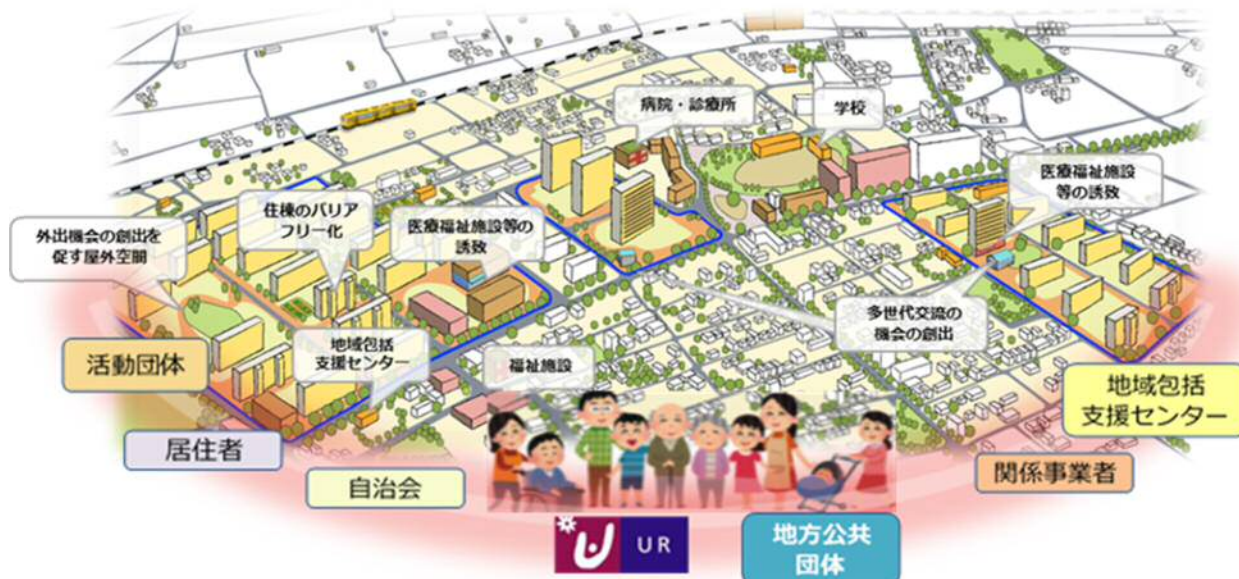 病院・診療所
学校
医療福祉施設
等の誘致
住棟のバリア
フリー化
医療福祉施設等の
誘致
外出機会の創出を
促す屋外空間
多世代交流の
機会の創出
地域包括
支援センター
福祉施設
活動団体
地域包括
支援センター
居住者
関係事業者
自治会
UR
地方公共
団体